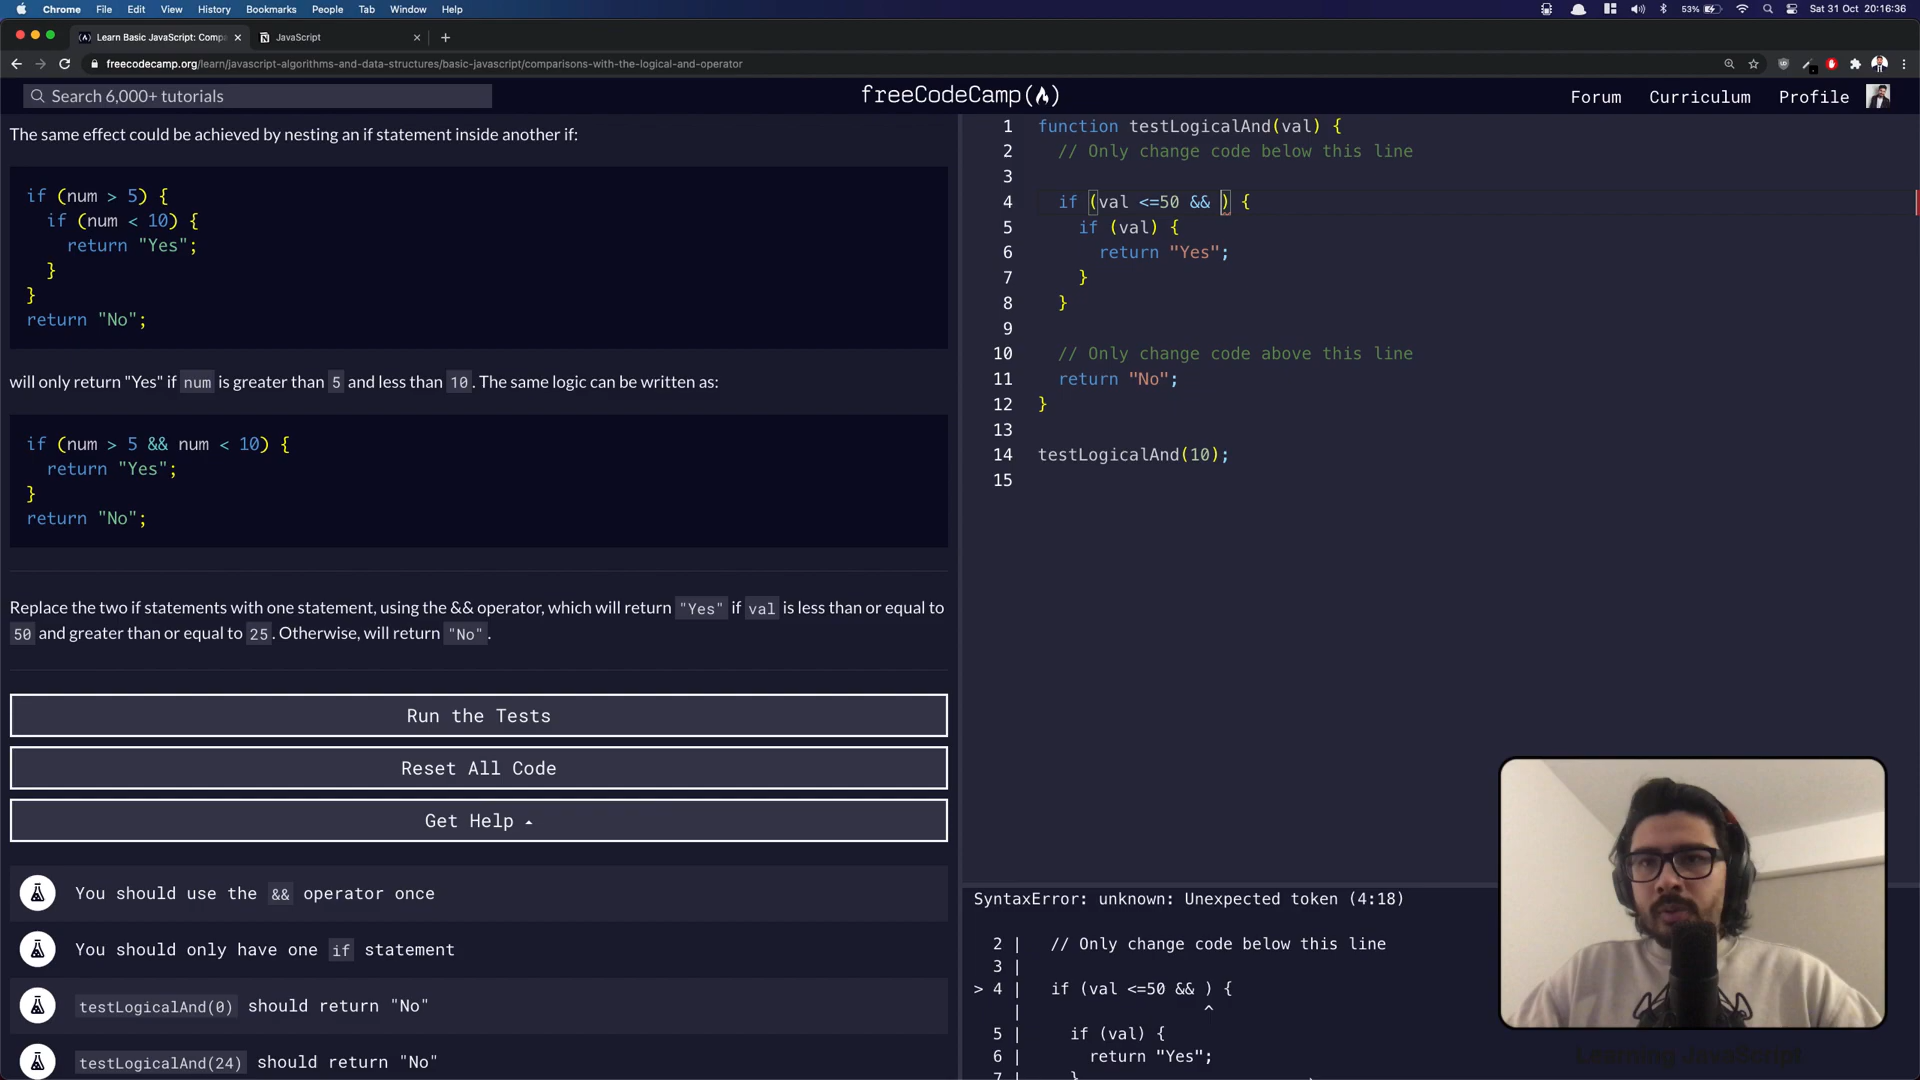 Chrome File Edit View History Bookmarks People Tab Window Help
53% Sat 31 Oct 20:16:36
Learn Basic JavaScript: Compa
JavaScript
freecodecamp.org/learn/javascript-algorithms-and-data-structures/basic-javascript/comparisons-with-the-logical-and-operator
Search 6,000+ tutorials
freeCodeCamp
Forum Curriculum Profile
The same effect could be achieved by nesting an if statement inside another if:
if (num > 5) {
if (num < 10) {
return "Yes";
}
}
return "No";
will only return "Yes" if num is greater than 5 and less than 10. The same logic can be written as:
if (num > 5 && num < 10) {
return "Yes";
}
return "No";
Replace the two if statements with one statement, using the && operator, which will return "Yes" if val is less than or equal to
50 and greater than or equal to 25. Otherwise, will return "No".
Run the Tests
Reset All Code
Get Help
You should use the && operator once
You should only have one if statement
testLogicalAnd(0) should return "No"
testLogicalAnd(24) should return "No"
1 function testLogicalAnd(val) {
2 // Only change code below this line
3
4 if (val <=50 && ) {
5 if (val) {
6 return "Yes";
7 }
8 }
9
10 // Only change code above this line
11 return "No";
12 }
13
14 testLogicalAnd(10);
15
SyntaxError: unknown: Unexpected token (4:18)
2 | // Only change code below this line
3 |
> 4 | if (val <=50 && ) {
| ^
5 | if (val) {
6 | return "Yes";
7 | }
Learning JavaScript